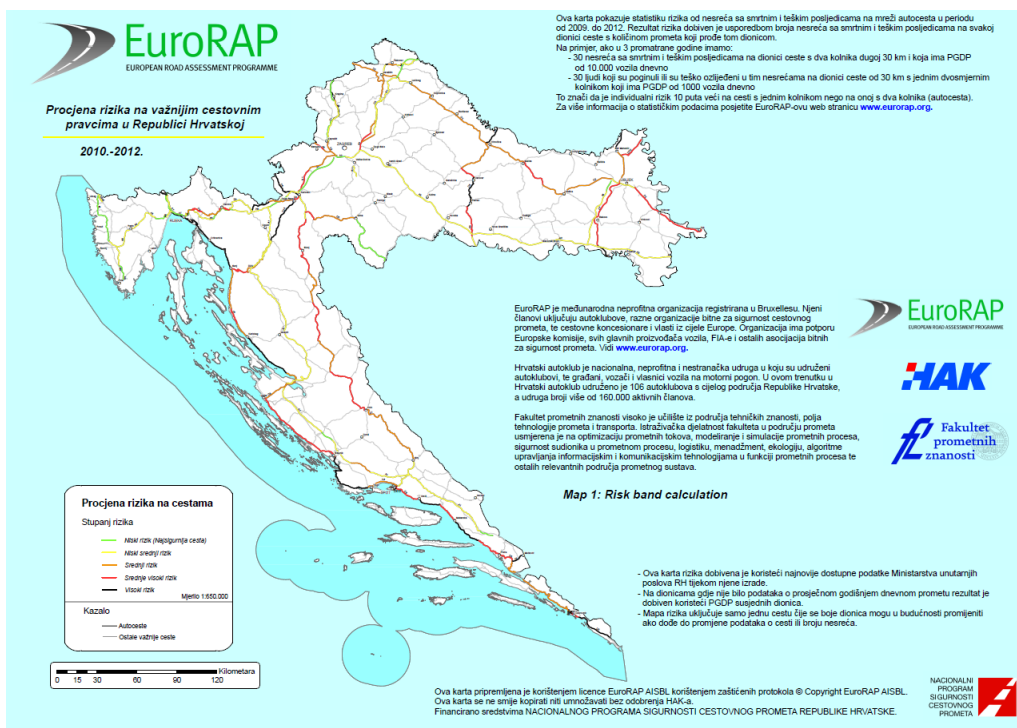 EuroRAP
EUROPEAN ROAD ASSESSMENT PROGRAMME
Procjena rizika na važnijim cestovnim
pravcima u Republici Hrvatskoj
2010.-2012.
Ova karta pokazuje statistiku rizika od nesreća sa smrtnim i teškim posljedicama na mreži autocesta u periodu
od 2009. do 2012. Rezultat rizika dobiven je usporedbom broja nesreća sa smrtnim i teškim posljedicama na svakoj
dionici ceste s količinom prometa koji prođe tom dionicom.
Na primjer, ako u 3 promatrane godine imamo:
- 30 nesreća sa smrtnim i teškim posljedicama na dionici ceste s dva kolnika dugoj 30 km i koja ima PGDP
od 10.000 vozila dnevno
- 30 ljudi koji su poginuli ili su teško ozlijeđeni u tim nesrećama na dionici ceste od 30 km s jednim dvosmjernim
kolnikom koji ima PGDP od 1000 vozila dnevno
To znači da je individualni rizik 10 puta veći na cesti s jednim kolnikom nego na onoj s dva kolnika (autocesta).
Za više informacija o statističkim podacima posjetite EuroRAP-ovu web stranicu www.eurorap.org.
EuroRAP je međunarodna neprofitna organizacija registrirana u Bruxellesu. Njeni
članovi uključuju autoklubove, razne organizacije bitne za sigurnost cestovnog
prometa, te cestovne koncesionare i vlasti iz cijele Europe. Organizacija ima potporu
Europske komisije, svih glavnih proizvođača vozila, FIA-e i ostalih asocijacija bitnih
za sigurnost prometa. Vidi www.eurorap.org.
Hrvatski autoklub je nacionalna, neprofitna i nestranačka udruga u koju su udruženi
autoklubovi, te građani, vozači i vlasnici vozila na motorni pogon. U ovom trenutku u
Hrvatski autoklub udruženo je 106 autoklubova s cijelog područja Republike Hrvatske,
a udruga broji više od 160.000 aktivnih članova.
Fakultet prometnih znanosti visoko je učilište iz područja tehničkih znanosti, polja
tehnologije prometa i transporta. Istraživačka djelatnost fakulteta u području prometa
usmjerena je na optimizaciju prometnih tokova, modeliranje i simulacije prometnih procesa,
sigurnost sudionika u prometnom procesu, logistiku, menadžment, ekologiju, algoritme
upravljanja informacijskim i komunikacijskim tehnologijama u funkciji prometnih procesa te
ostalih relevantnih područja prometnog sustava.
EuroRAP
EUROPEAN ROAD ASSESSMENT PROGRAMME
HAK
Fakultet
prometnih
znanosti
Map 1: Risk band calculation
Procjena rizika na cestama
Stupanj rizika
Niski rizik (Najsigurnija cesta)
Niski srednji rizik
Srednji rizik
Srednje visoki rizik
Visoki rizik
Mjerilo 1:650.000
Kazalo
Autoceste
Ostale važnije ceste
Kilometara
0 15 30 60 90 120
- Ova karta rizika dobivena je koristeći najnovije dostupne podatke Ministarstva unutarnjih
poslova RH tijekom njene izrade.
- Na dionicama gdje nije bilo podataka o prosječnom godišnjem dnevnom prometu rezultat je
dobiven koristeći PGDP susjednih dionica.
- Mapa rizika uključuje samo jednu cestu čije se boje dionica mogu u budućnosti promijeniti
ako dođe do promjene podataka o cesti ili broju nesreća.
Ova karta pripremljena je korištenjem licence EuroRAP AISBL korištenjem zaštićenih protokola © Copyright EuroRAP AISBL.
Ova karta se ne smije kopirati niti umnožavati bez odobrenja HAK-a.
Financirano sredstvima NACIONALNOG PROGRAMA SIGURNOSTI CESTOVNOG PROMETA REPUBLIKE HRVATSKE.
NACIONALNI
PROGRAM
SIGURNOSTI
CESTOVNOG
PROMETA